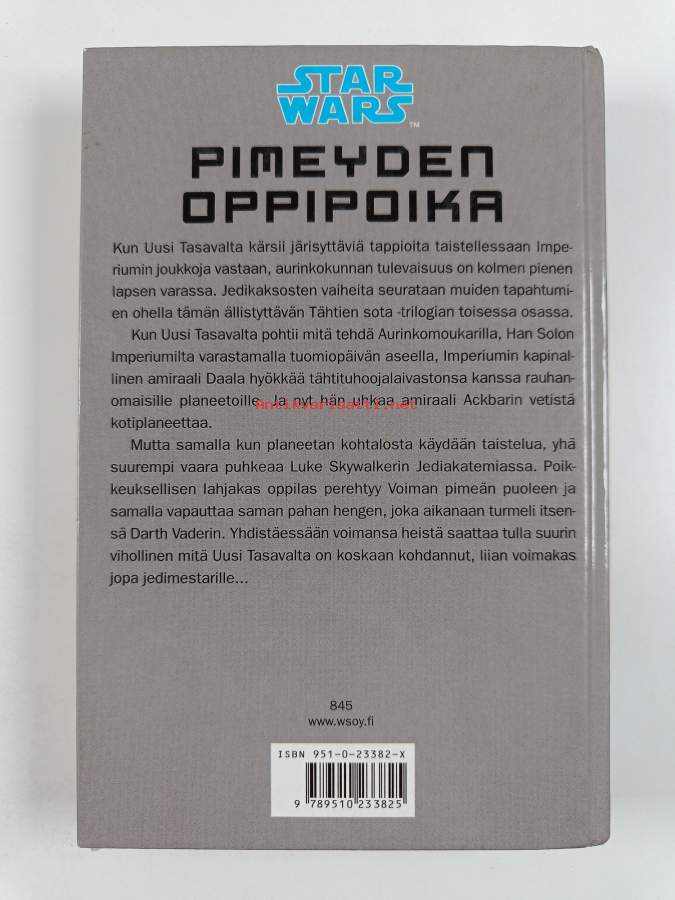 STAR
WARS
TM
PIMEYDEN
OPPIPOIKA
Kun Uusi Tasavalta kärsii järisyttäviä tappioita taistellessaan Impe-
riumin joukkoja vastaan, aurinkokunnan tulevaisuus on kolmen pienen
lapsen varassa. Jedikaksosten vaiheita seurataan muiden tapahtumi-
en ohella tämän ällistyttävän Tähtien sota -trilogian toisessa osassa.
Kun Uusi Tasavalta pohtii mitä tehdä Aurinkomoukarilla, Han Solon
Imperiumilta varastamalla tuomiopäivän aseella, Imperiumin kapinal-
linen amiraali Daala hyökkää tähtituhoojalaivastonsa kanssa rauhan-
omaisille planeetoille. Ja nyt hän uhkaa amiraali Ackbarin vetistä
Antikvariaatti.net
kotiplaneettaa.
Mutta samalla kun planeetan kohtalosta käydään taistelua, yhä
suurempi vaara puhkeaa Luke Skywalkerin Jediakatemiassa. Poik-
keuksellisen lahjakas oppilas perehtyy Voiman pimeän puoleen ja
samalla vapauttaa saman pahan hengen, joka aikanaan turmeli itsen-
sä Darth Vaderin. Yhdistäessään voimansa heistä saattaa tulla suurin
vihollinen mitä Uusi Tasavalta on koskaan kohdannut, liian voimakas
jopa jedimestarille...
845
www.wsoy.fi
ISBN 951-0-23382-X
9 789510 233825